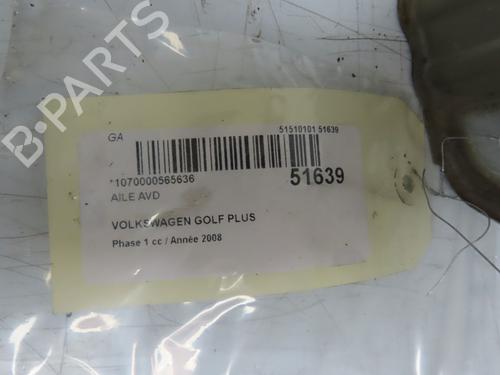 B-PARTS
GA
51510101 51639
*1070000565636
51639
AILE AVD
VOLKSWAGEN GOLF PLUS
Phase 1 cc / Année 2008